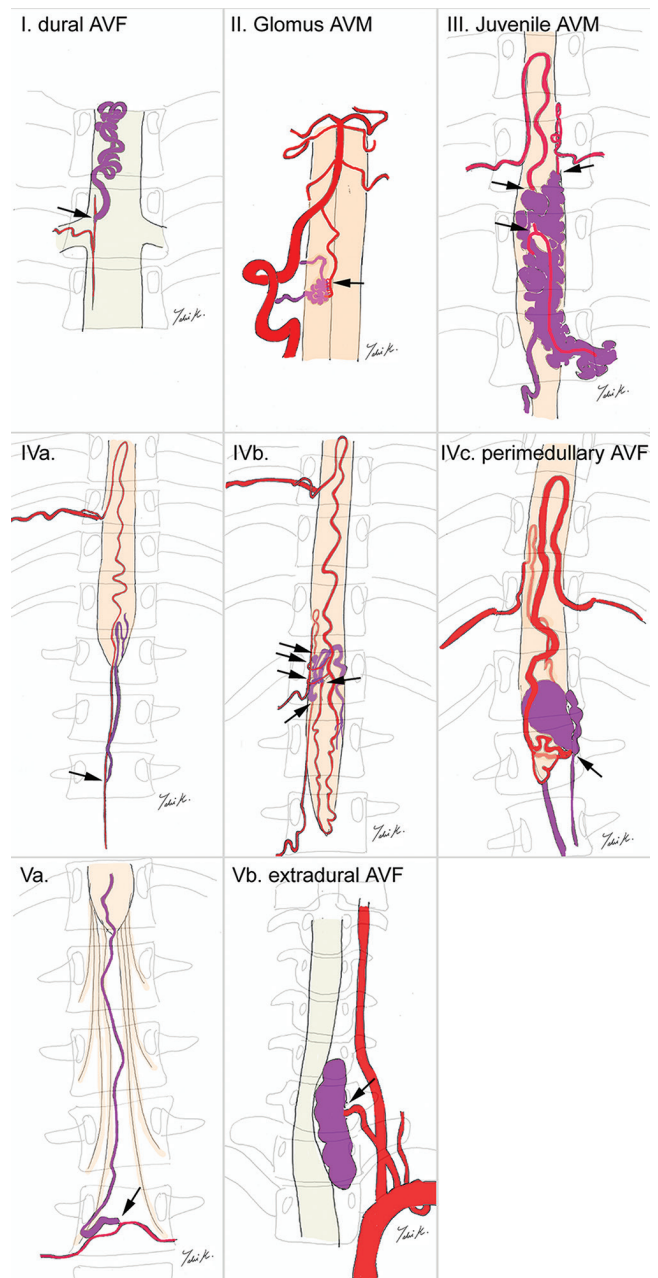 I. dural AVF
II. Glomus AVM
III. Juvenile AVM
IVa.
IVb.
IVc. perimedullary AVF
Va.
Vb. extradural AVF